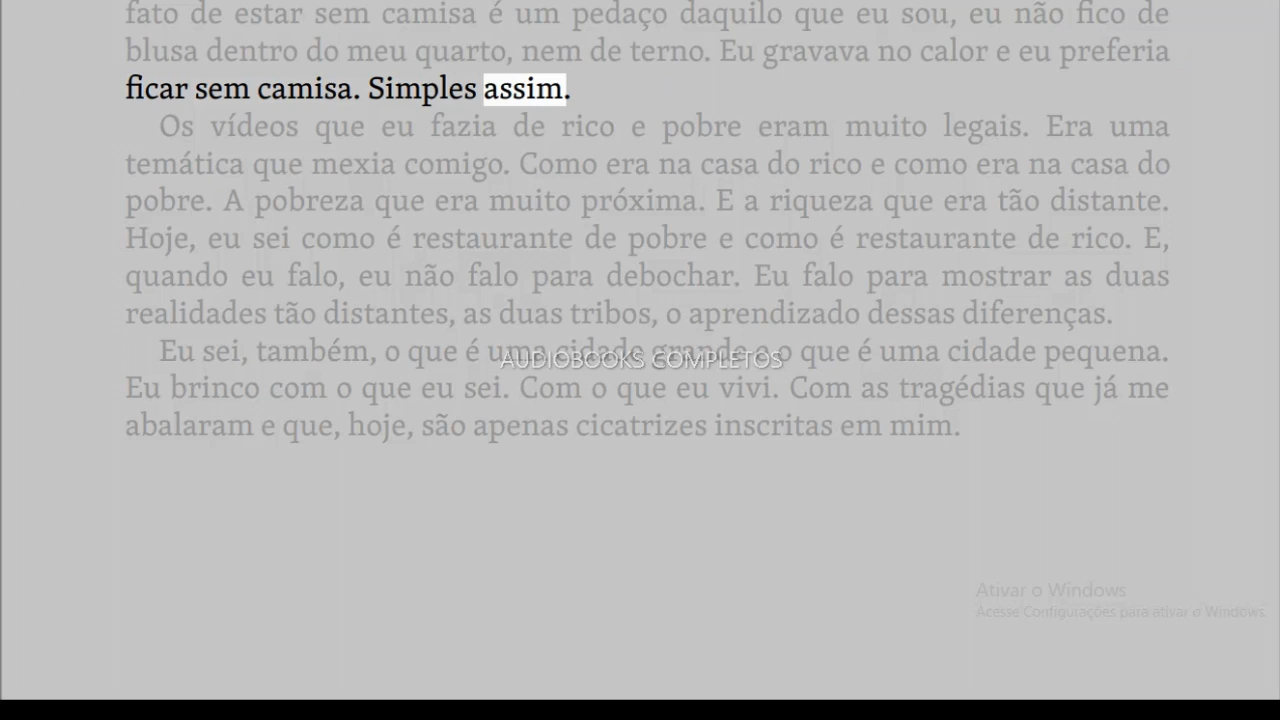 fato de estar sem camisa é um pedaço daquilo que eu sou, eu não fico de
blusa dentro do meu quarto, nem de terno. Eu gravava no calor e eu preferia
ficar sem camisa. Simples assim.
Os vídeos que eu fazia de rico e pobre eram muito legais. Era uma
temática que mexia comigo. Como era na casa do rico e como era na casa do
pobre. A pobreza que era muito próxima. E a riqueza que era tão distante.
Hoje, eu sei como é restaurante de pobre e como é restaurante de rico. E,
quando eu falo, eu não falo para debochar. Eu falo para mostrar as duas
realidades tão distantes, as duas tribos, o aprendizado dessas diferenças.
Eu sei, também, o que é uma cidade grande e o que é uma cidade pequena.
AUDIOBOOKS COMPLETOS
Eu brinco com o que eu sei. Com o que eu vivi. Com as tragédias que já me
abalaram e que, hoje, são apenas cicatrizes inscritas em mim.
Ativar o Windows
Acesse Configurações para ativar o Windows.